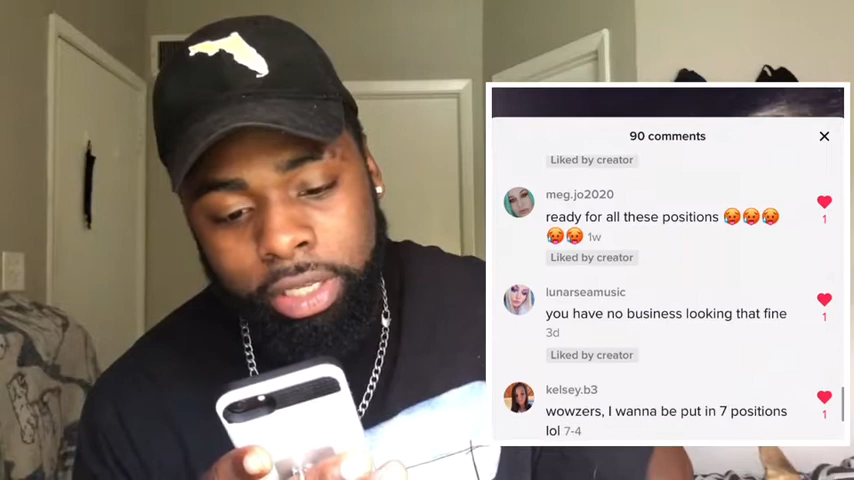 90 comments
Liked by creator
meg.jo2020
ready for all these positions 🥵🥵🥵
🥵🥵 1w
1
Liked by creator
lunarseamusic
you have no business looking that fine
1
3d
Liked by creator
kelsey.b3
wowzers, I wanna be put in 7 positions
1
lol 7-4